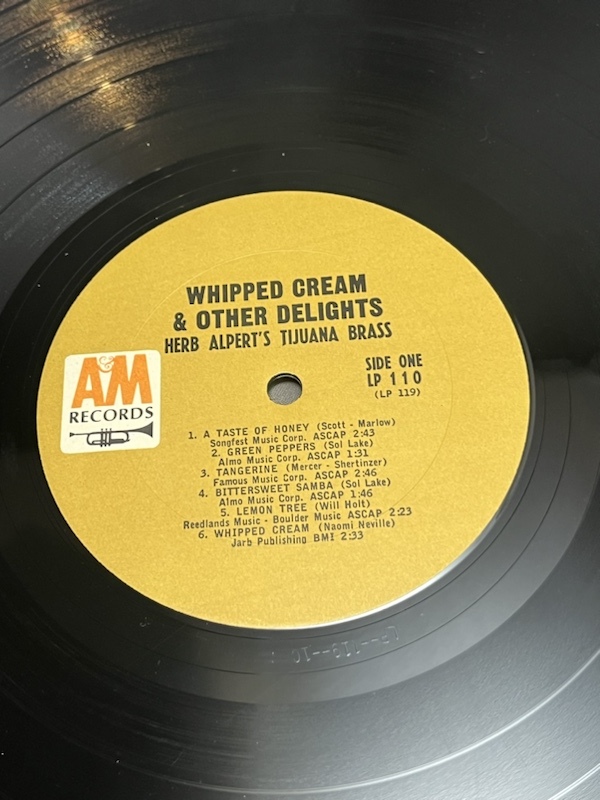 WHIPPED CREAM
& OTHER DELIGHTS
HERB ALPERT'S TIJUANA BRASS
A&M
RECORDS
SIDE ONE
LP 110
(LP 119)
1. A TASTE OF HONEY (Scott - Marlow)
Songfest Music Corp. ASCAP 2:43
2. GREEN PEPPERS (Sol Lake)
Almo Music Corp. ASCAP 1:31
3. TANGERINE (Mercer - Shertinzer)
Famous Music Corp. ASCAP 2:46
4. BITTERSWEET SAMBA (Sol Lake)
Almo Music Corp. ASCAP 1:46
5. LEMON TREE (Will Holt)
Reedlands Music - Boulder Music ASCAP 2:23
6. WHIPPED CREAM (Naomi Neville)
Jarb Publishing BMI 2:33